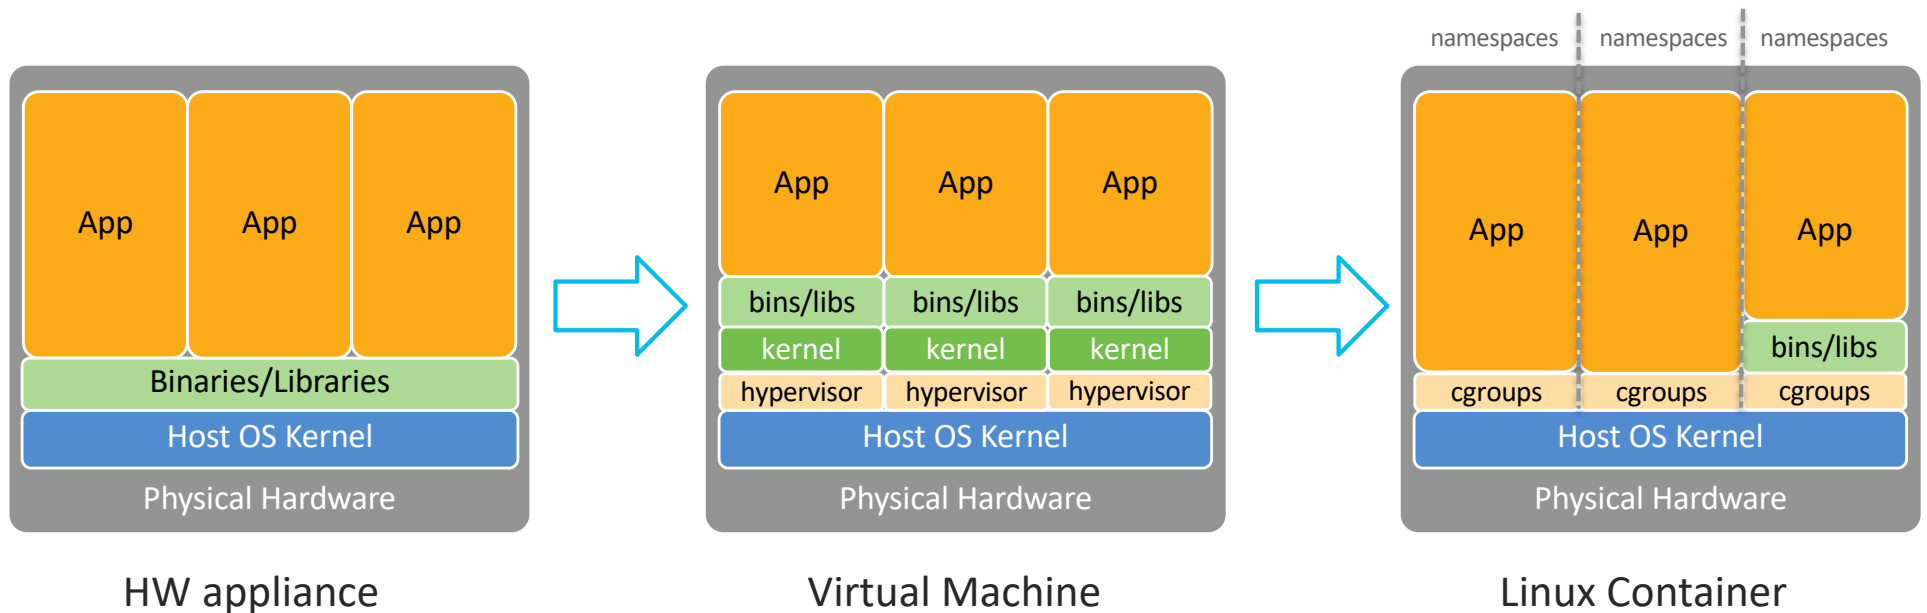 namespaces namespaces namespaces
App App App
Binaries/Libraries
Host OS Kernel
Physical Hardware
HW appliance
App App App
bins/libs bins/libs bins/libs
kernel kernel kernel
hypervisor hypervisor hypervisor
Host OS Kernel
Physical Hardware
Virtual Machine
App App App
bins/libs
cgroups cgroups cgroups
Host OS Kernel
Physical Hardware
Linux Container